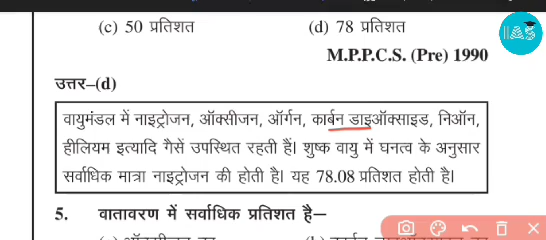 (c) 50 प्रतिशत (d) 78 प्रतिशत
IAS
M.P.P.C.S. (Pre) 1990
उत्तर–(d)
वायुमंडल में नाइट्रोजन, ऑक्सीजन, ऑर्गन, कार्बन डाइऑक्साइड, निऑन,
हीलियम इत्यादि गैसें उपस्थित रहती हैं। शुष्क वायु में घनत्व के अनुसार
सर्वाधिक मात्रा नाइट्रोजन की होती है। यह 78.08 प्रतिशत होती है।
5. वातावरण में सर्वाधिक प्रतिशत है–